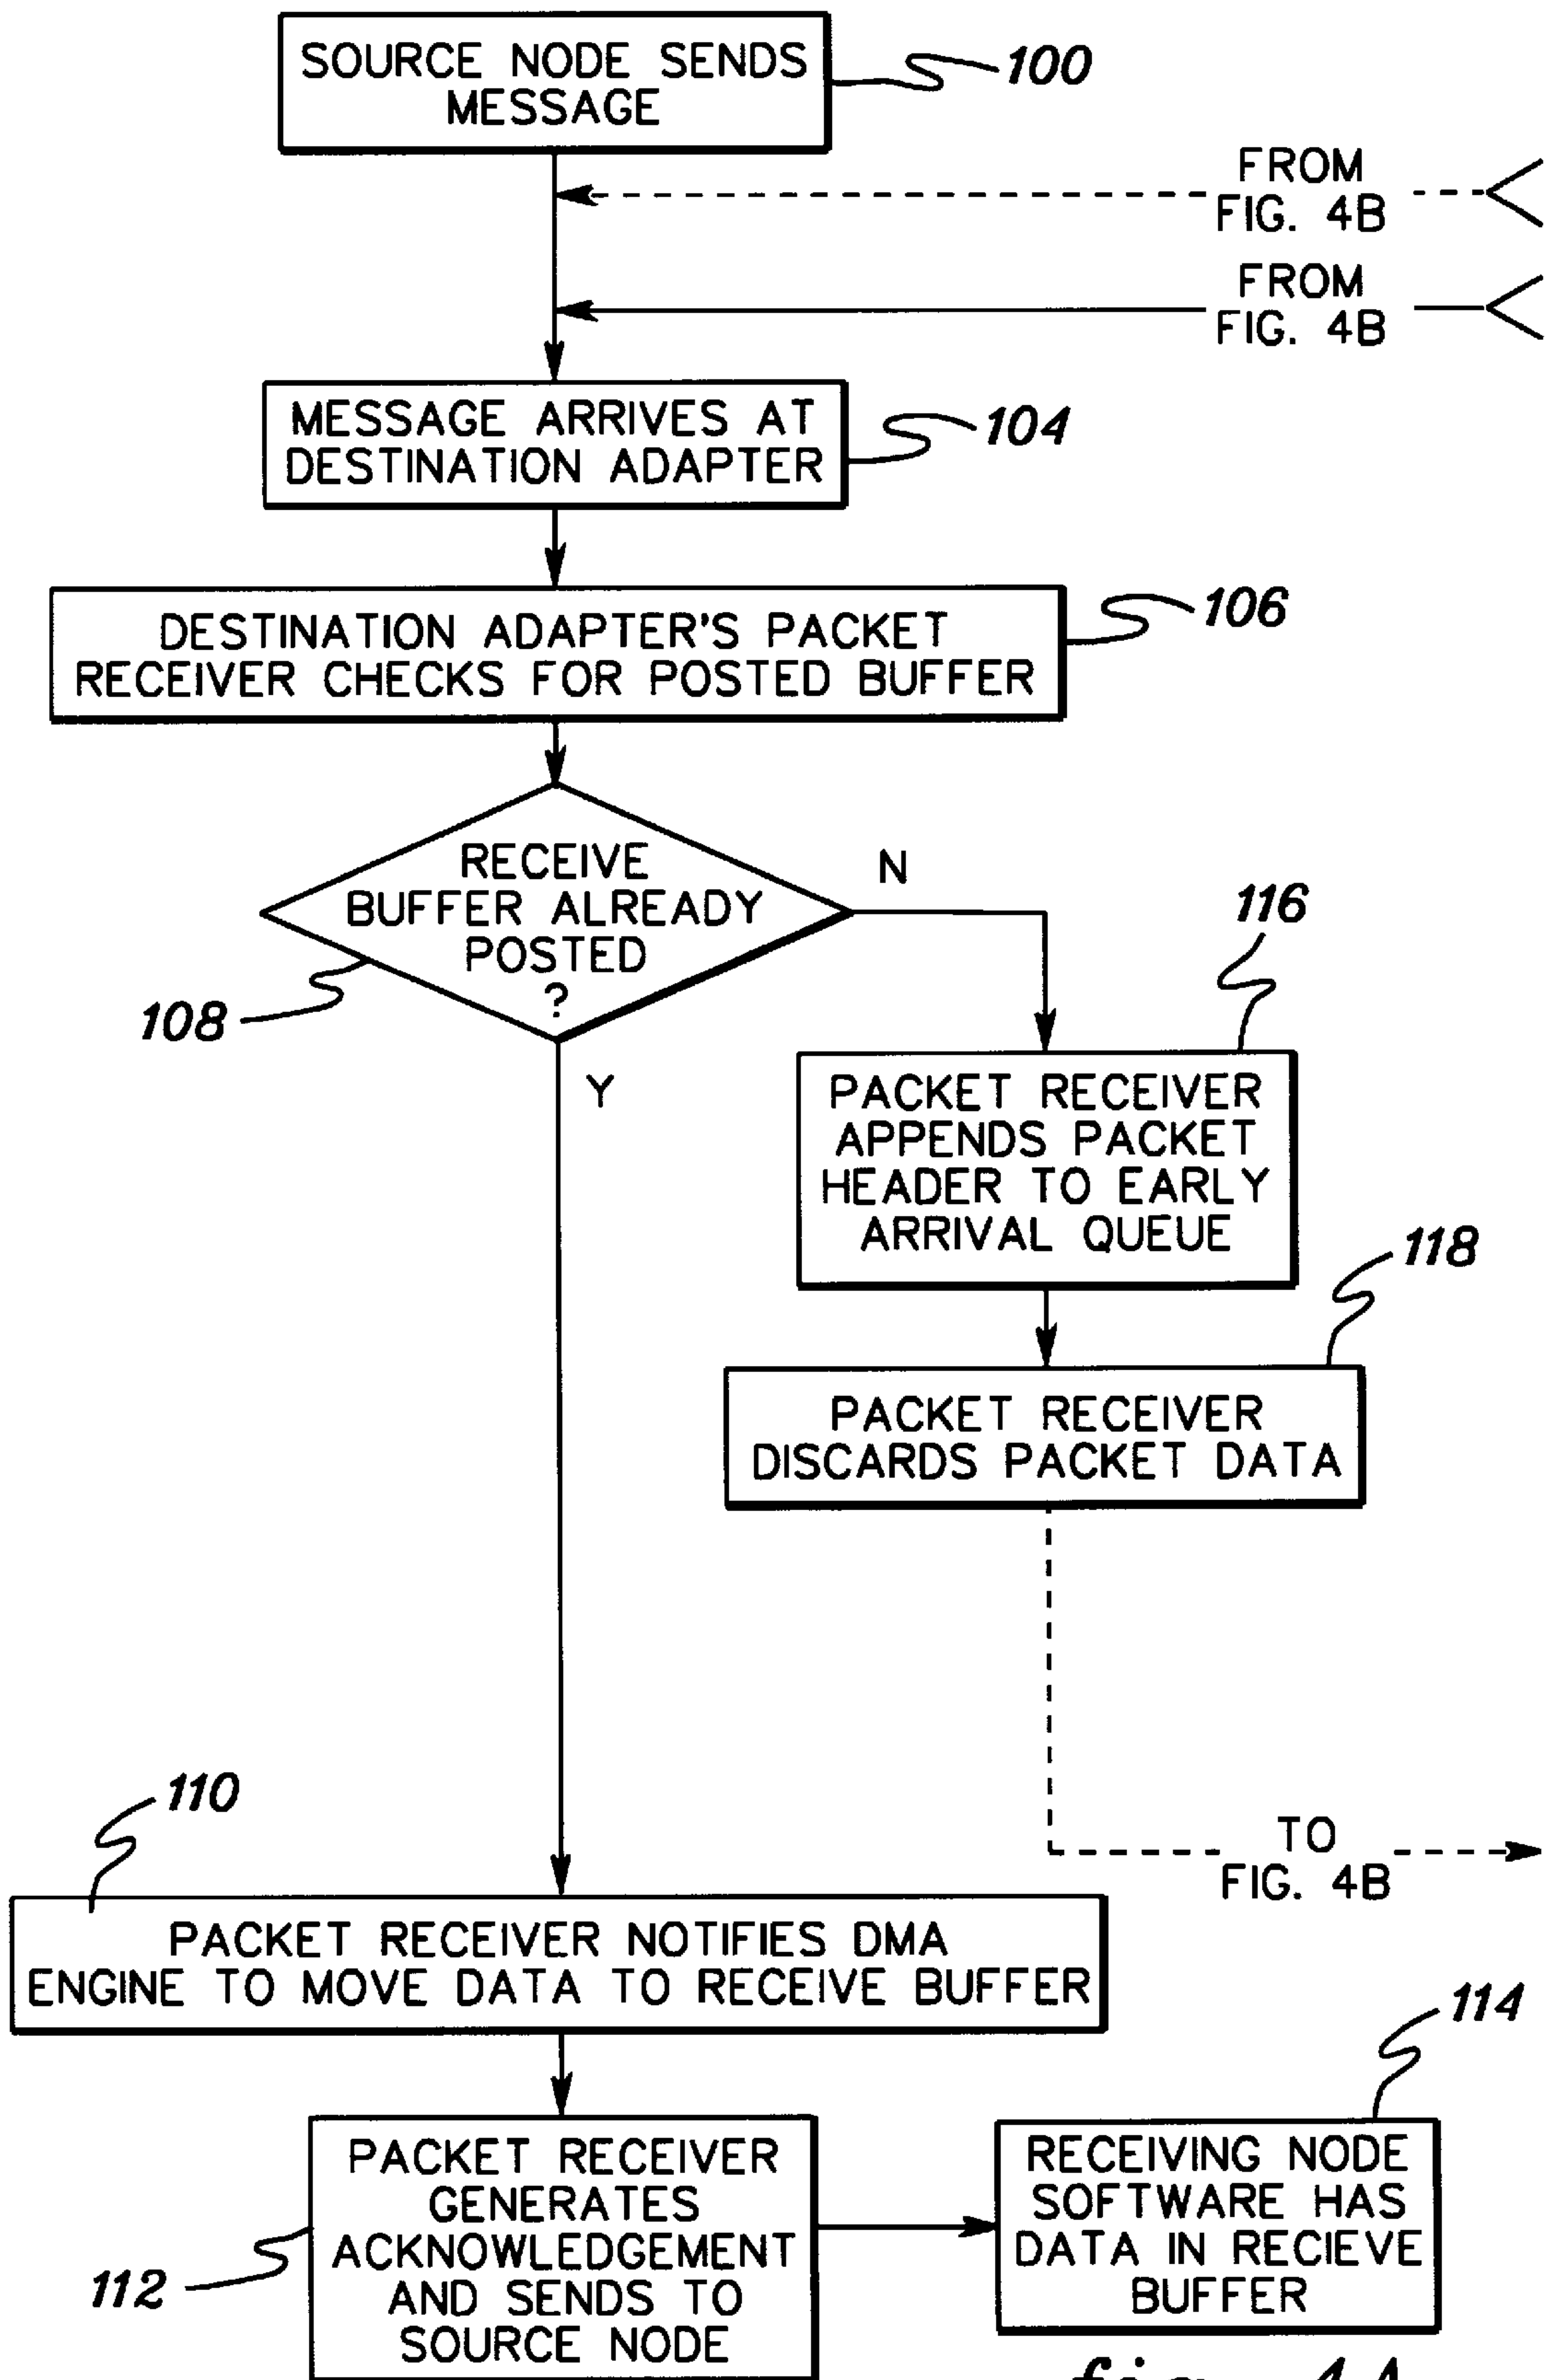 SOURCE NODE SENDS
MESSAGE
100
FROM
FIG. 4B
FROM
FIG. 4B
MESSAGE ARRIVES AT
DESTINATION ADAPTER
104
DESTINATION ADAPTER'S PACKET
RECEIVER CHECKS FOR POSTED BUFFER
106
RECEIVE
BUFFER ALREADY
POSTED
?
108
N
Y
116
PACKET RECEIVER
APPENDS PACKET
HEADER TO EARLY
ARRIVAL QUEUE
118
PACKET RECEIVER
DISCARDS PACKET DATA
TO
FIG. 4B
110
PACKET RECEIVER NOTIFIES DMA
ENGINE TO MOVE DATA TO RECEIVE BUFFER
112
PACKET RECEIVER
GENERATES
ACKNOWLEDGEMENT
AND SENDS TO
SOURCE NODE
114
RECEIVING NODE
SOFTWARE HAS
DATA IN RECIEVE
BUFFER